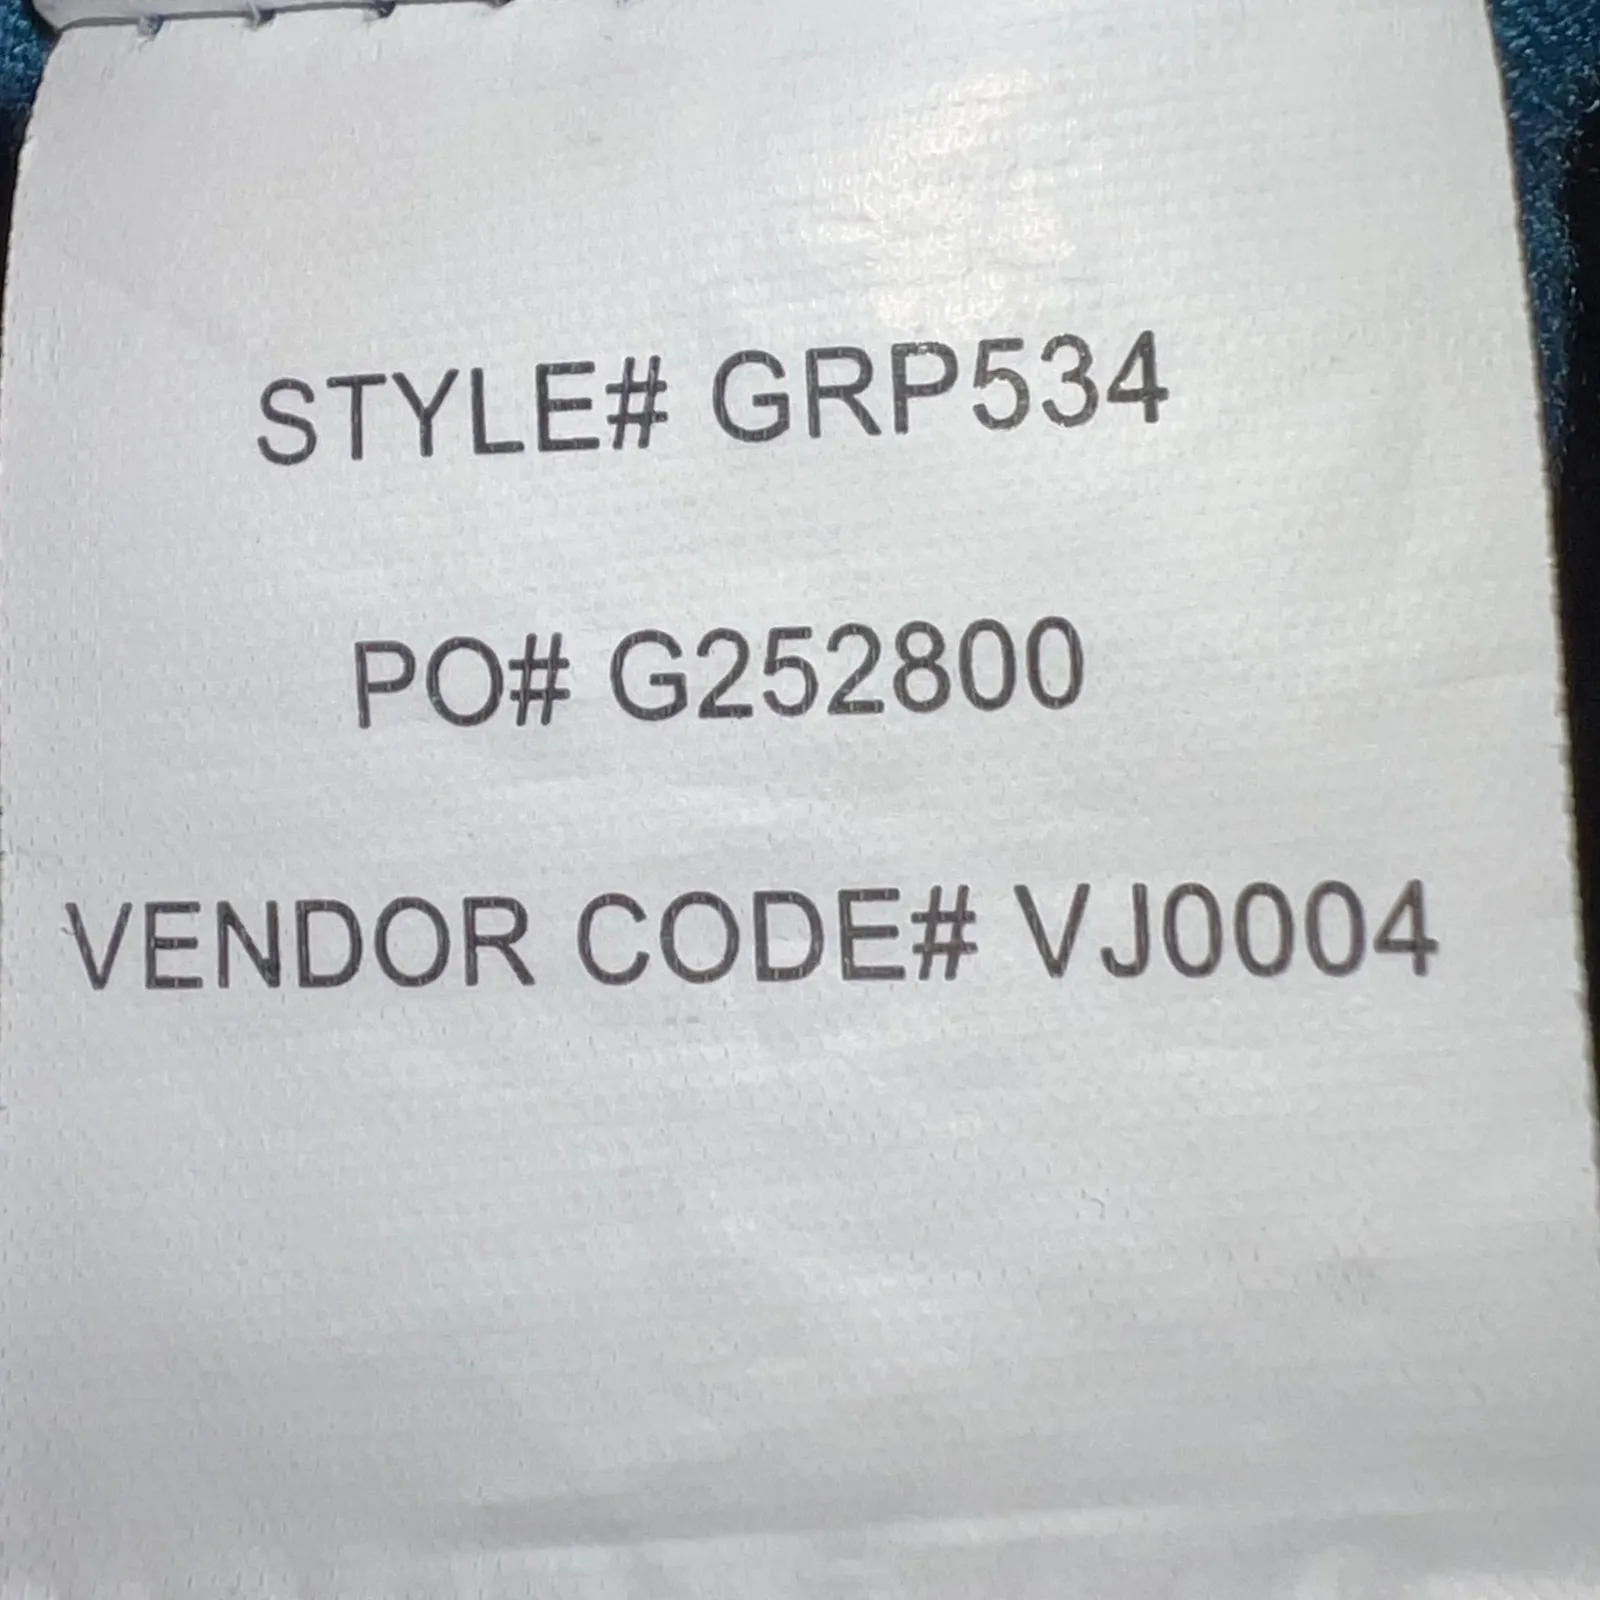 STYLE# GRP534
PO# G252800
VENDOR CODE# VJ0004